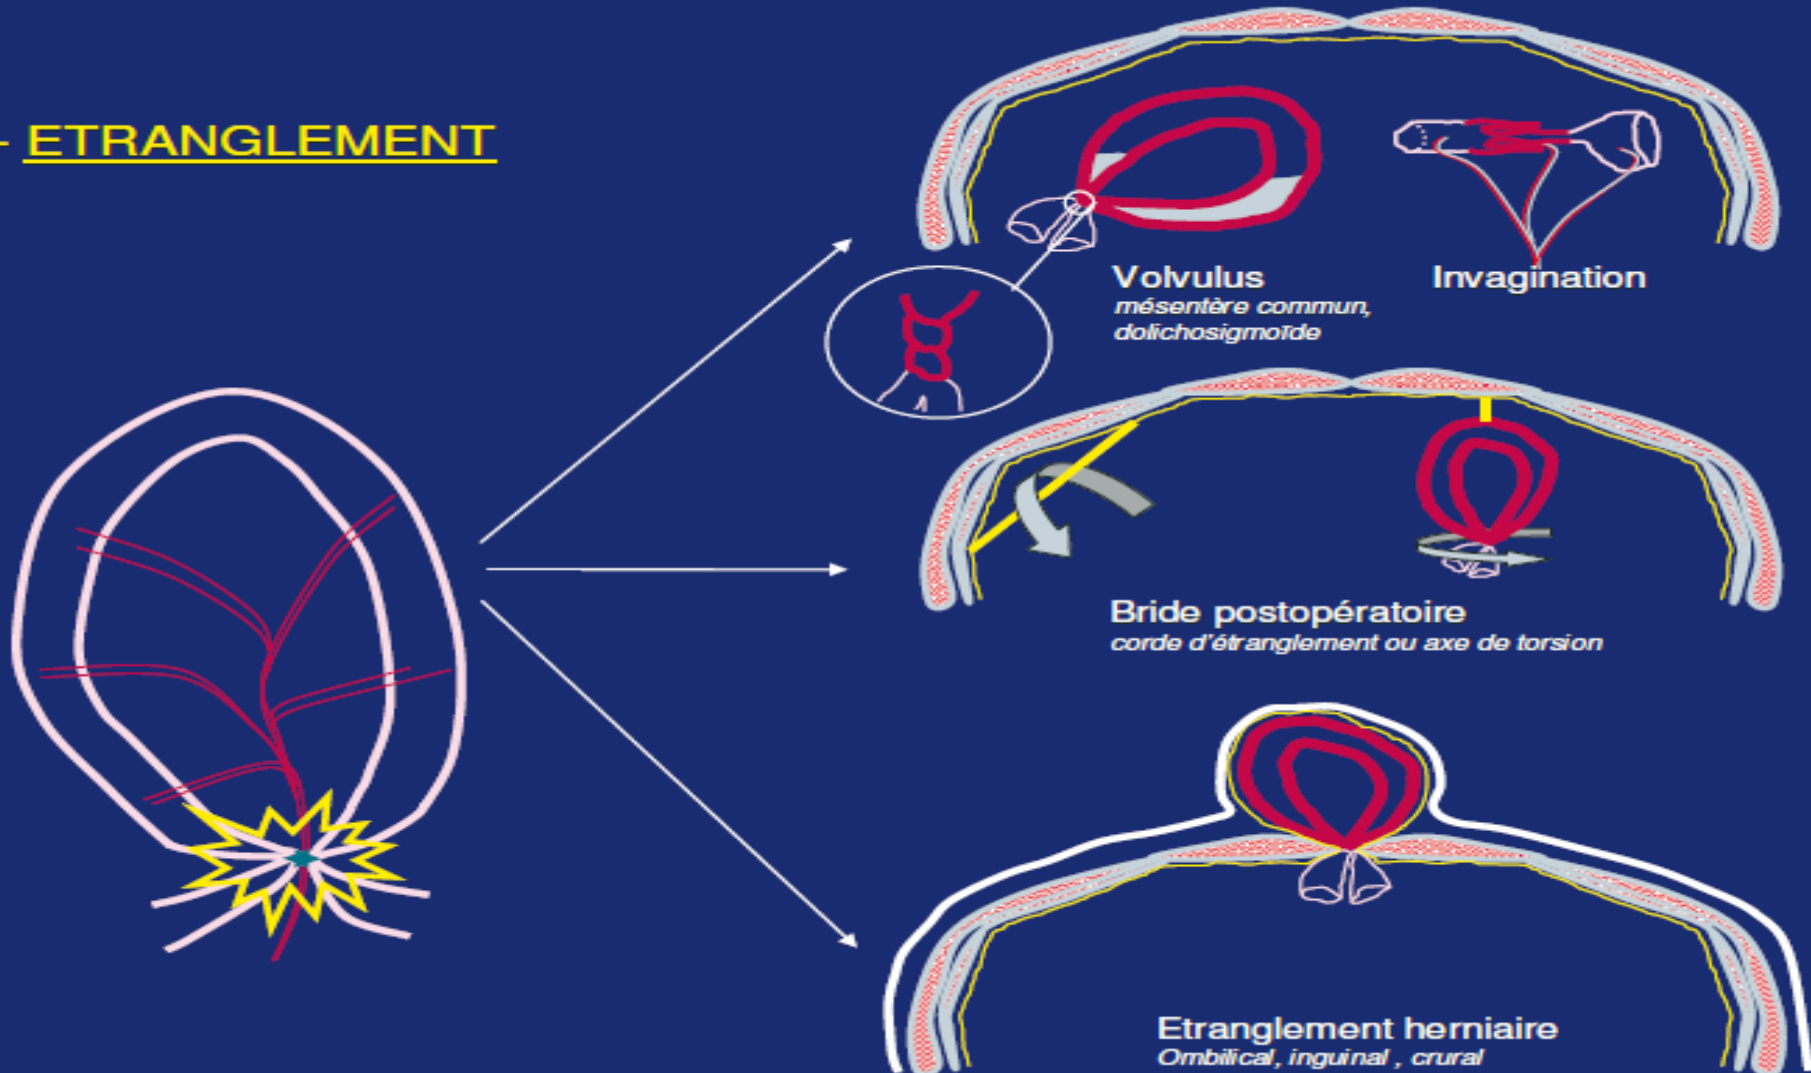 - ETRANGLEMENT
Volvulus
mésentère commun,
dolichosigmoïde
Invagination
Bride postopératoire
corde d'étranglement ou axe de torsion
Etranglement herniaire
Ombilical, inguinal , crural